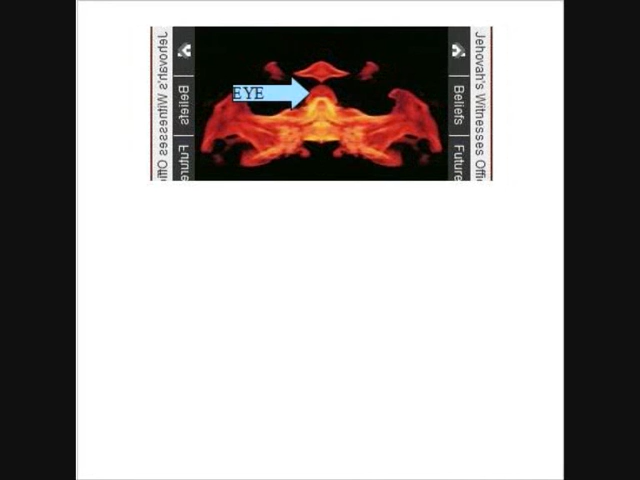 EYE
Jehovah's Witnesses Offi
Beliefs
Future
Jehovah's Witnesses Offi
Beliefs
Future